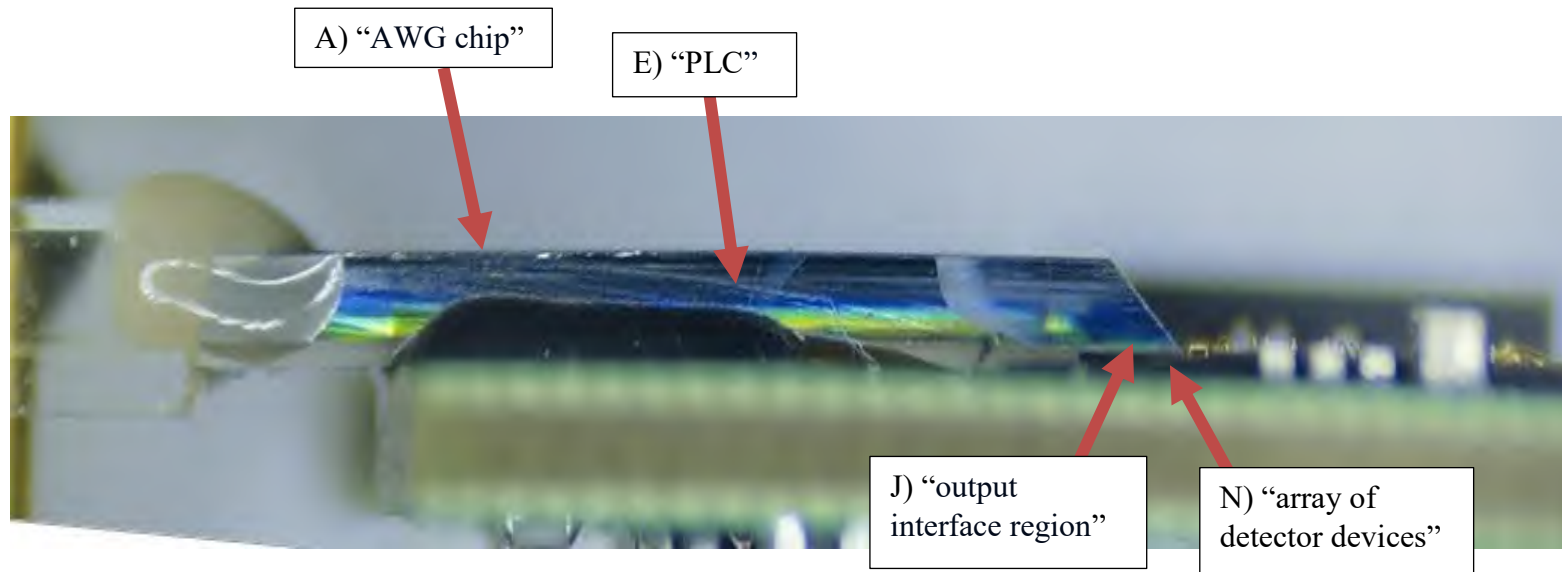 A) “AWG chip”
E) “PLC”
J) “output
interface region”
N) “array of
detector devices”